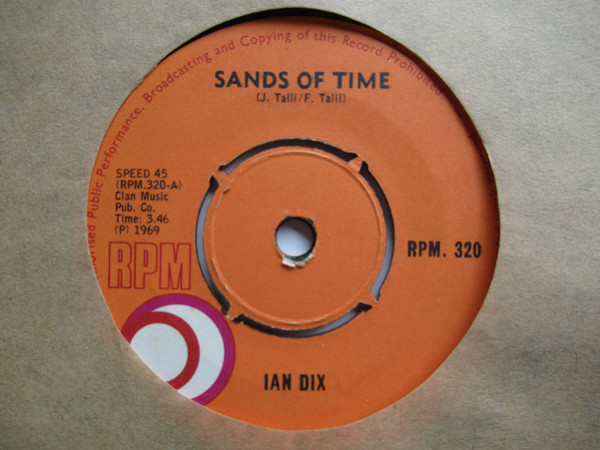 orised Public Performance, Broadcasting and Copying of this Record Prohibited
SANDS OF TIME
(J. Talli/F. Talli)
SPEED 45
(RPM.320-A)
Clan Music
Pub. Co.
Time: 3.46
(P) 1969
RPM
RPM. 320
IAN DIX